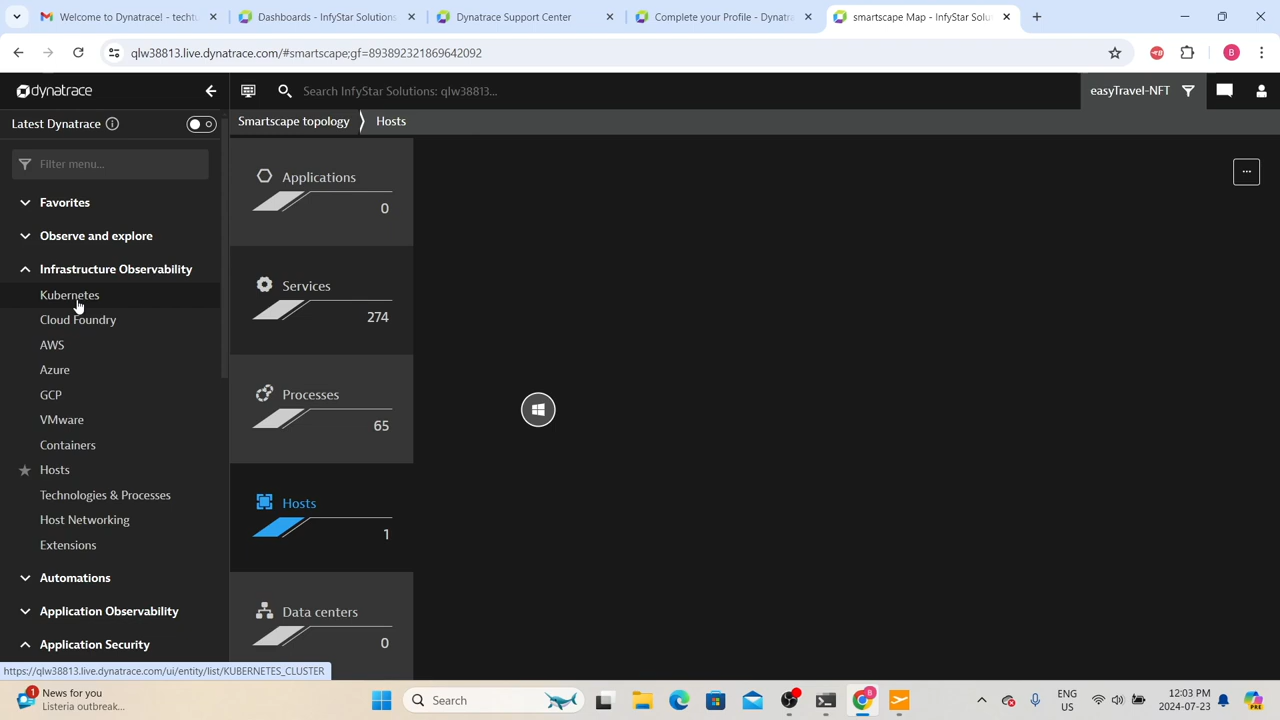 Welcome to Dynatrace! - techtu
Dashboards - InfyStar Solutions
Dynatrace Support Center
Complete your Profile - Dynatra
smartscape Map - InfyStar Solu
qlw38813.live.dynatrace.com/#smartscape;gf=893892321869642092
B
dynatrace
Search InfyStar Solutions: qlw38813...
easyTravel-NFT
Latest Dynatrace
Smartscape topology
Hosts
Filter menu...
Favorites
Observe and explore
Infrastructure Observability
Kubernetes
Cloud Foundry
AWS
Azure
GCP
VMware
Containers
Hosts
Technologies & Processes
Host Networking
Extensions
Automations
Application Observability
Application Security
Applications
0
Services
274
Processes
65
Hosts
1
Data centers
0
...
https://qlw38813.live.dynatrace.com/ui/entity/list/KUBERNETES_CLUSTER
1
News for you
Listeria outbreak...
Search
B
ENG
US
12:03 PM
2024-07-23
PRE